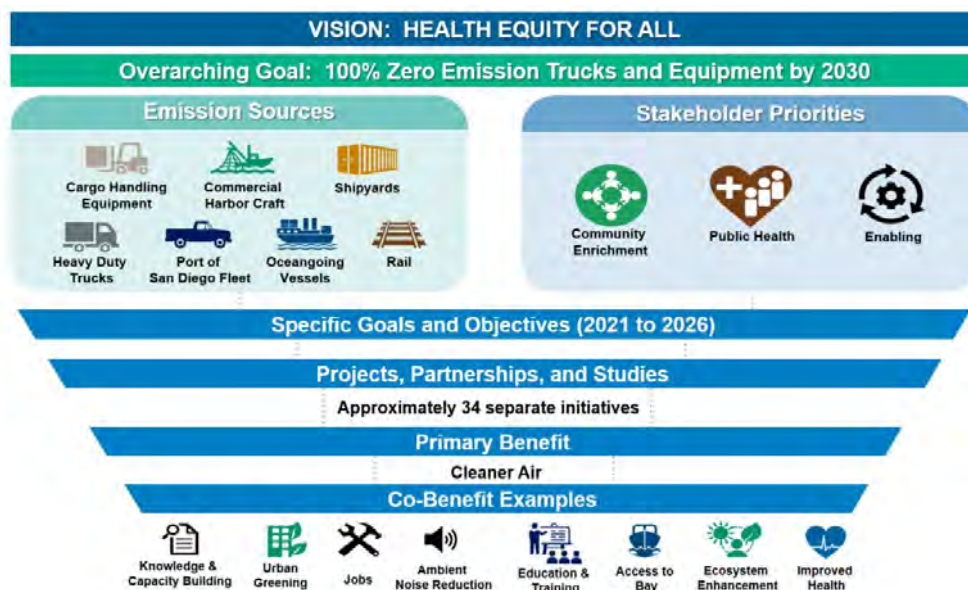 VISION: HEALTH EQUITY FOR ALL
Overarching Goal: 100% Zero Emission Trucks and Equipment by 2030
Emission Sources
Cargo Handling
Equipment
Commercial
Harbor Craft
Shipyards
Heavy Duty
Trucks
Port of
San Diego Fleet
Oceangoing
Vessels
Rail
Stakeholder Priorities
Community
Enrichment
Public Health
Enabling
Specific Goals and Objectives (2021 to 2026)
Projects, Partnerships, and Studies
Approximately 34 separate initiatives
Primary Benefit
Cleaner Air
Co-Benefit Examples
Knowledge &
Capacity Building
Urban
Greening
Jobs
Ambient
Noise Reduction
Education &
Training
Access to
Bay
Ecosystem
Enhancement
Improved
Health